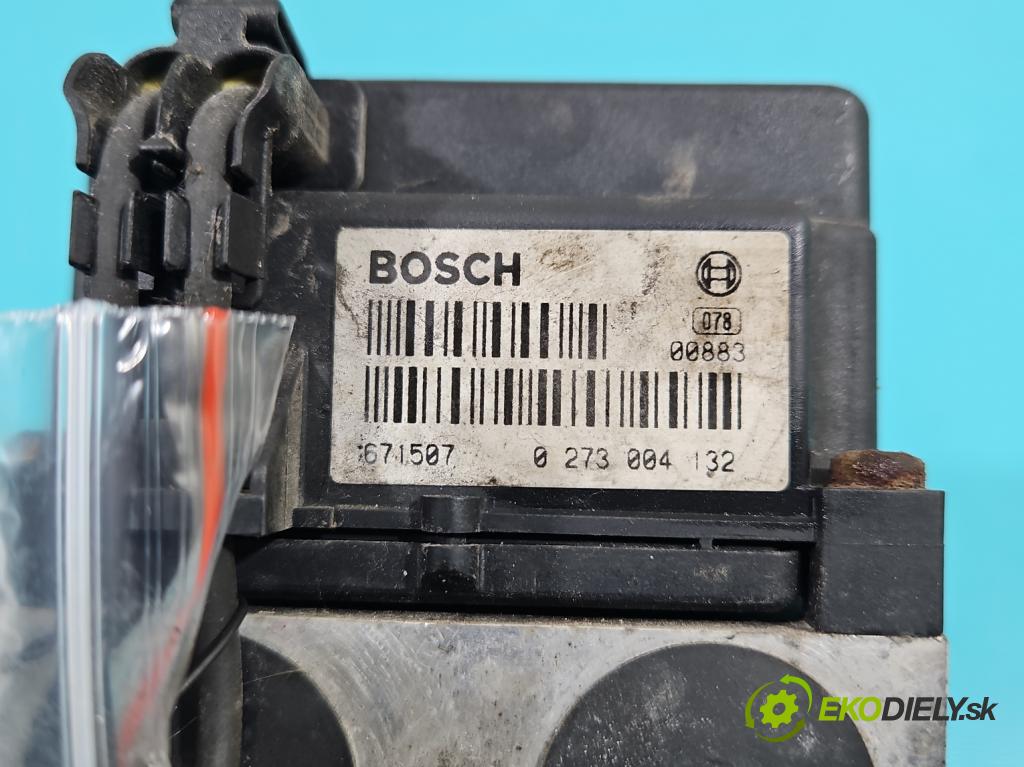 BOSCH
078
00883
671507 0 273 004 132
EKODIELY.sk